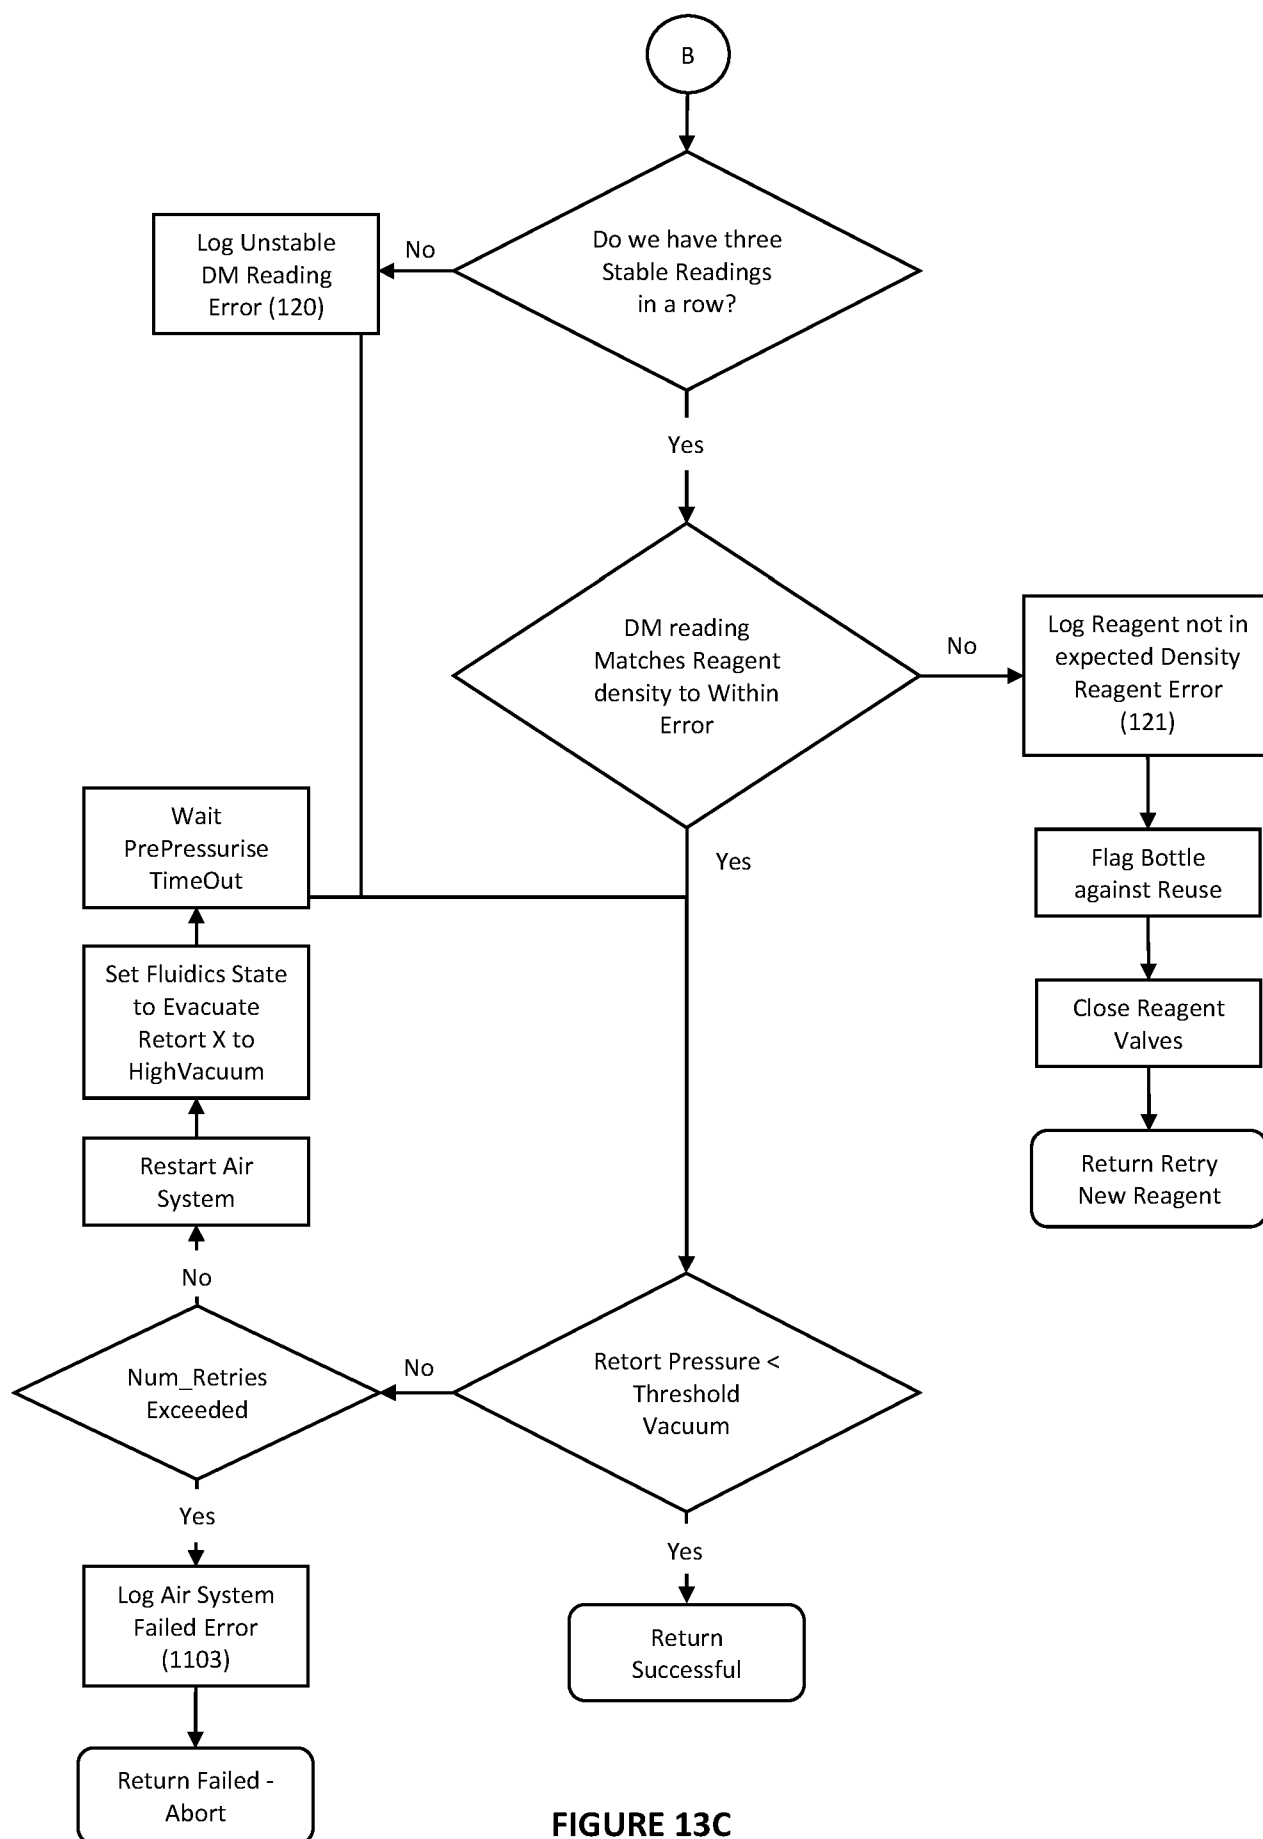 B
Do we have three
Stable Readings
in a row?
No
Log Unstable
DM Reading
Error (120)
Yes
DM reading
Matches Reagent
density to Within
Error
No
Log Reagent not in
expected Density
Reagent Error
(121)
Yes
Flag Bottle
against Reuse
Close Reagent
Valves
Return Retry
New Reagent
Wait
PrePressurise
TimeOut
Set Fluidics State
to Evacuate
Retort X to
HighVacuum
Restart Air
System
No
Num_Retries
Exceeded
No
Retort Pressure <
Threshold
Vacuum
Yes
Log Air System
Failed Error
(1103)
Return Failed -
Abort
Yes
Return
Successful
FIGURE 13C